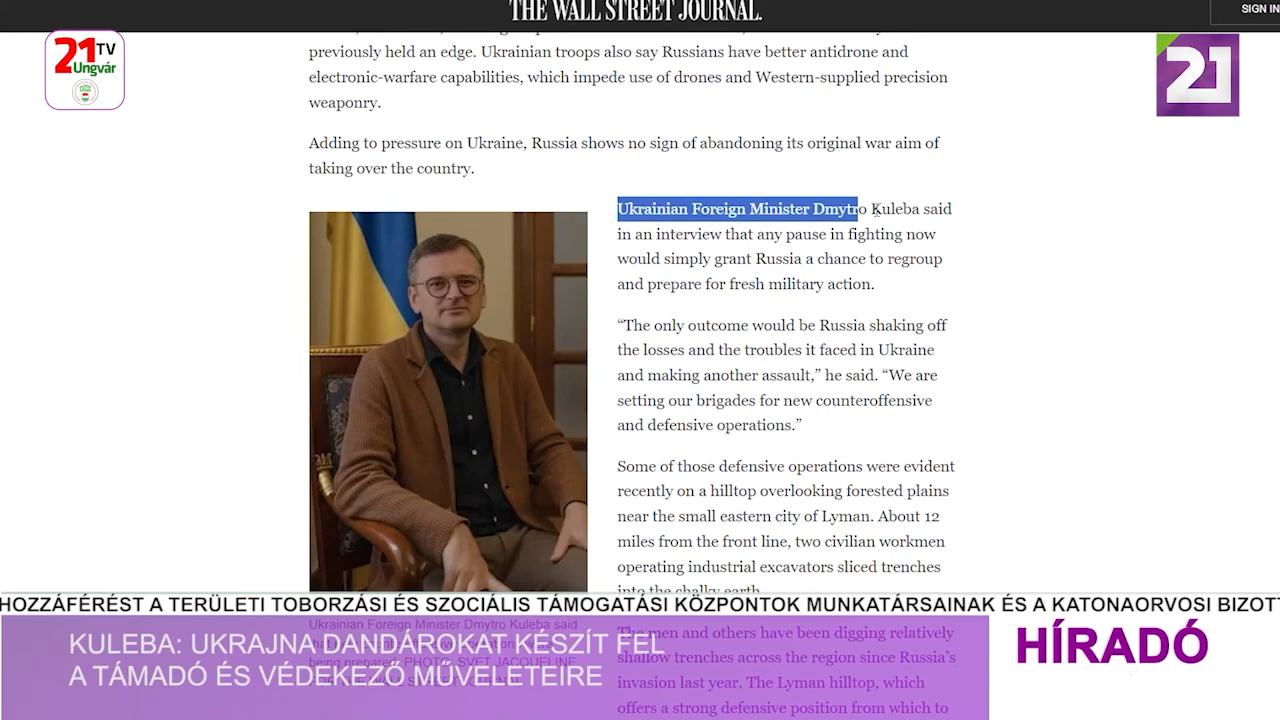 THE WALL STREET JOURNAL.
SIGN IN
21 TV
Ungvár
21
previously held an edge. Ukrainian troops also say Russians have better antidrone and
electronic-warfare capabilities, which impede use of drones and Western-supplied precision
weaponry.
Adding to pressure on Ukraine, Russia shows no sign of abandoning its original war aim of
taking over the country.
Ukrainian Foreign Minister Dmytro Kuleba said
in an interview that any pause in fighting now
would simply grant Russia a chance to regroup
and prepare for fresh military action.
“The only outcome would be Russia shaking off
the losses and the troubles it faced in Ukraine
and making another assault,” he said. “We are
setting our brigades for new counteroffensive
and defensive operations.”
Some of those defensive operations were evident
recently on a hilltop overlooking forested plains
near the small eastern city of Lyman. About 12
miles from the front line, two civilian workmen
operating industrial excavators sliced trenches
into the chalky earth.
HOZZÁFÉRÉST A TERÜLETI TOBORZÁSI ÉS SZOCIÁLIS TÁMOGATÁSI KÖZPONTOK MUNKATÁRSAINAK ÉS A KATONAORVOSI BIZOTT
Ukrainian Foreign Minister Dmytro Kuleba said
being prepared. PHOTO: SVET JACQUELINE
The men and others have been digging relatively
shallow trenches across the region since Russia’s
invasion last year. The Lyman hilltop, which
offers a strong defensive position from which to
KULEBA: UKRAJNA DANDÁROKAT KÉSZÍT FEL
A TÁMADÓ ÉS VÉDEKEZŐ MŰVELETEIRE
HÍRADÓ